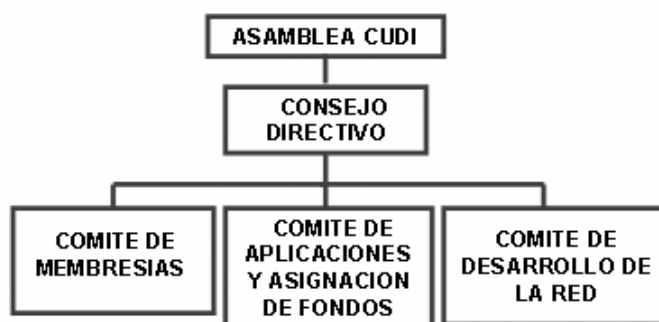 ASAMBLEA CUDI
CONSEJO
DIRECTIVO
COMITE DE
MEMBRESIAS
COMITE DE
APLICACIONES
Y ASIGNACION
DE FONDOS
COMITE DE
DESARROLLO DE
LA RED